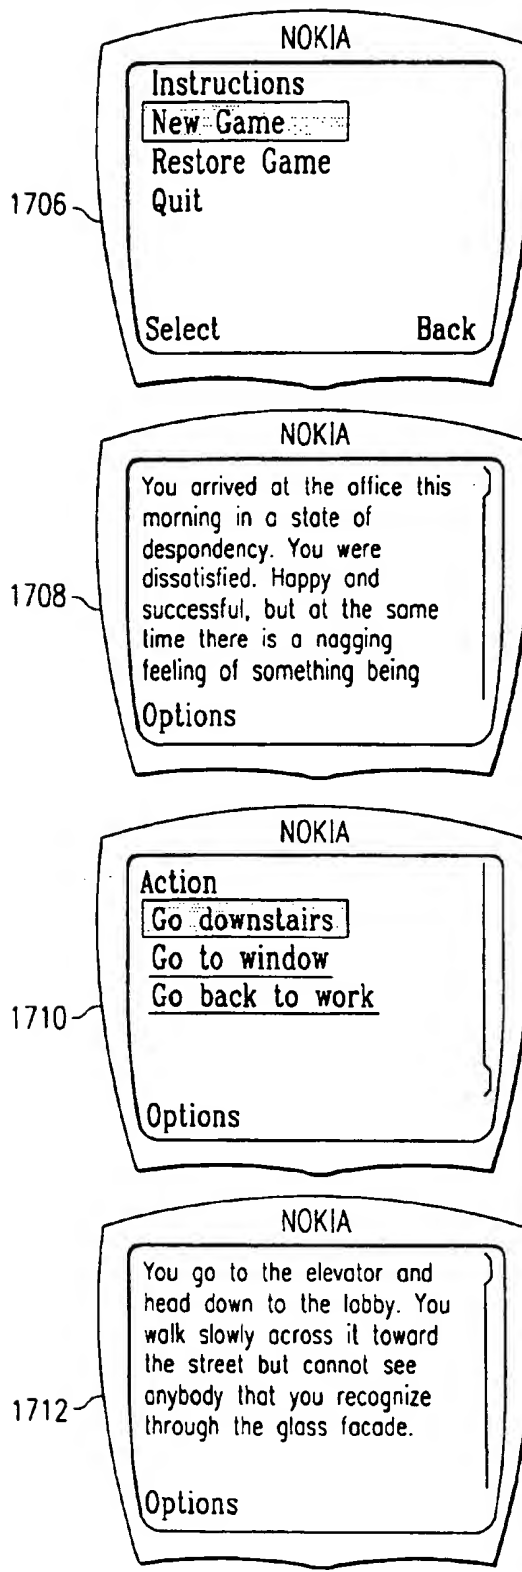 NOKIA
Instructions
New Game
Restore Game
Quit
1706
Select Back
NOKIA
You arrived at the office this
morning in a state of
despondency. You were
dissatisfied. Happy and
1708
successful, but at the same
time there is a nagging
feeling of something being
Options
NOKIA
Action
Go downstairs
Go to window
Go back to work
1710
Options
NOKIA
You go to the elevator and
head down to the lobby. You
walk slowly across it toward
the street but cannot see
anybody that you recognize
1712
through the glass facade.
Options